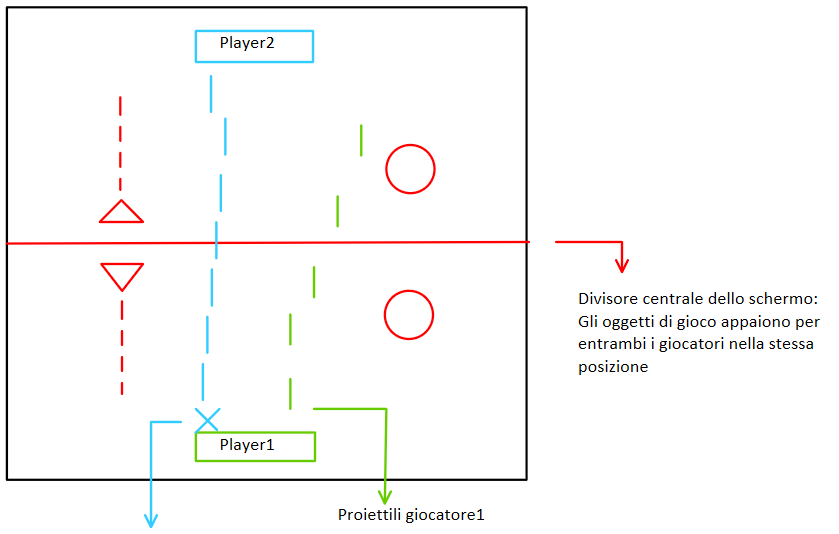 Player2
Divisore centrale dello schermo:
Gli oggetti di gioco appaiono per
entrambi i giocatori nella stessa
posizione
Player1
Proiettili giocatore1